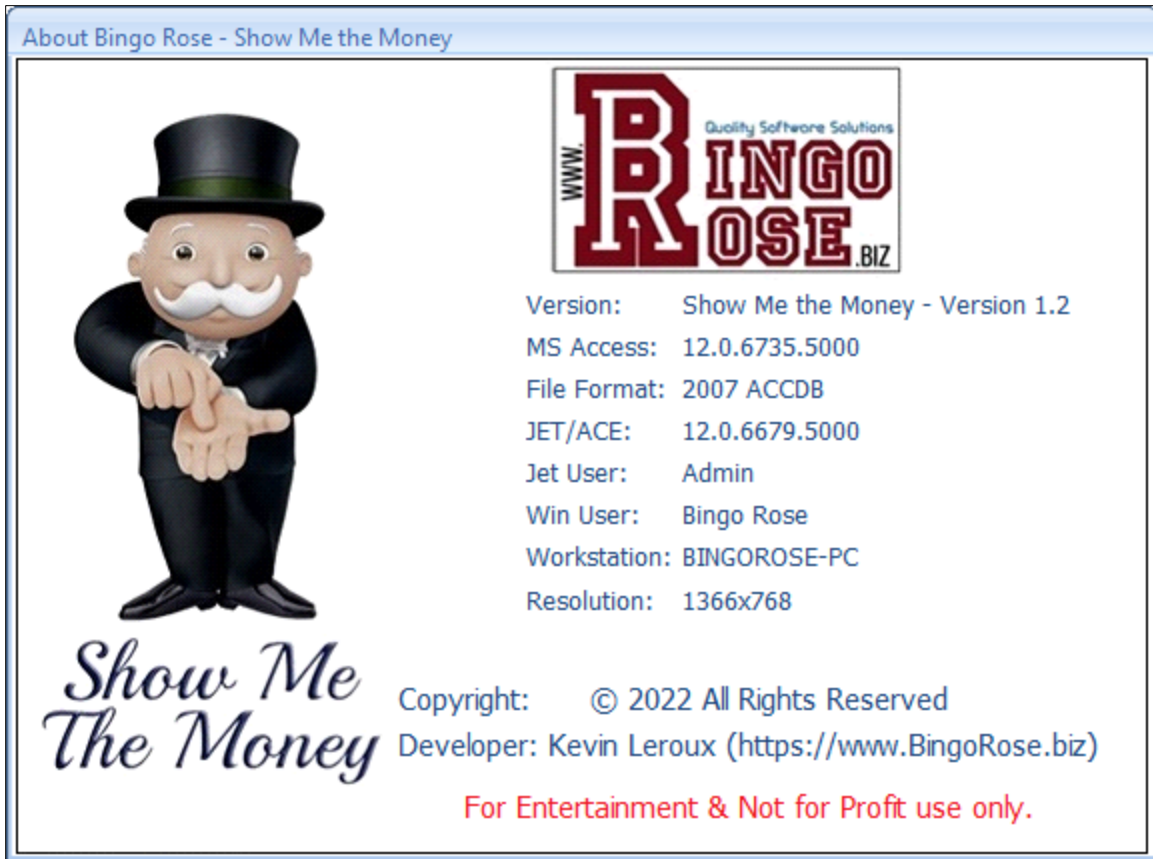 About Bingo Rose - Show Me the Money
www.
Quality Software Solutions
BINGO
ROSE
.BIZ
Version: Show Me the Money - Version 1.2
MS Access: 12.0.6735.5000
File Format: 2007 ACCDB
JET/ACE: 12.0.6679.5000
Jet User: Admin
Win User: Bingo Rose
Workstation: BINGOROSE-PC
Resolution: 1366x768
Show Me
The Money
Copyright: © 2022 All Rights Reserved
Developer: Kevin Leroux (https://www.BingoRose.biz)
For Entertainment & Not for Profit use only.